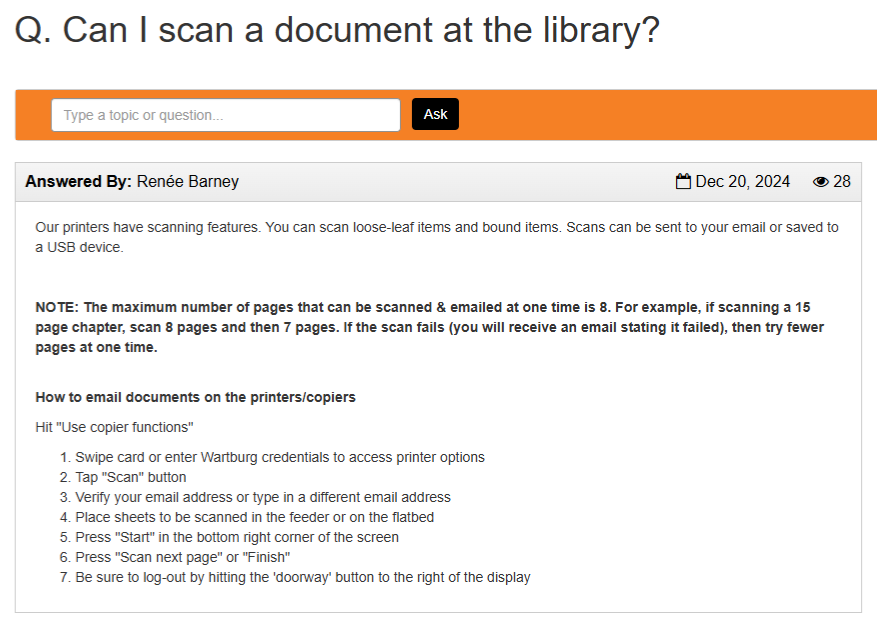 Q. Can I scan a document at the library?
Type a topic or question...
Ask
Answered By: Renée Barney
Dec 20, 2024
28
Our printers have scanning features. You can scan loose-leaf items and bound items. Scans can be sent to your email or saved to
a USB device.
NOTE: The maximum number of pages that can be scanned & emailed at one time is 8. For example, if scanning a 15
page chapter, scan 8 pages and then 7 pages. If the scan fails (you will receive an email stating it failed), then try fewer
pages at one time.
How to email documents on the printers/copiers
Hit "Use copier functions"
1. Swipe card or enter Wartburg credentials to access printer options
2. Tap "Scan" button
3. Verify your email address or type in a different email address
4. Place sheets to be scanned in the feeder or on the flatbed
5. Press "Start" in the bottom right corner of the screen
6. Press "Scan next page" or "Finish"
7. Be sure to log-out by hitting the 'doorway' button to the right of the display